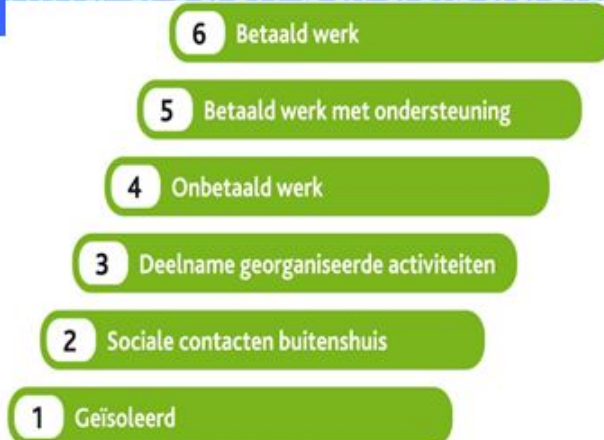 6 Betaald werk
5 Betaald werk met ondersteuning
4 Onbetaald werk
3 Deelname georganiseerde activiteiten
2 Sociale contacten buitenshuis
1 Geïsoleerd